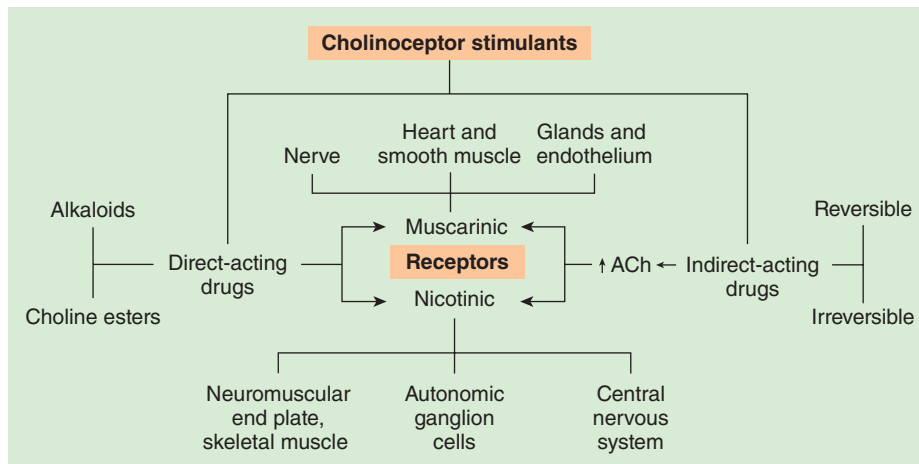 Cholinoceptor stimulants
Nerve
Heart and
smooth muscle
Glands and
endothelium
Alkaloids
Muscarinic
Reversible
Direct-acting
drugs
Receptors
↑ ACh
Indirect-acting
drugs
Choline esters
Nicotinic
Irreversible
Neuromuscular
end plate,
skeletal muscle
Autonomic
ganglion
cells
Central
nervous
system